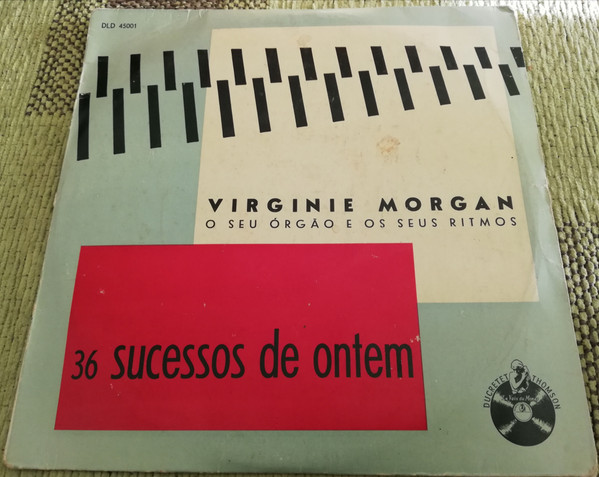 DLD 45001
VIRGINIE MORGAN
O SEU ÓRGÃO E OS SEUS RITMOS
36 sucessos de ontem
DUCRETET THOMSON